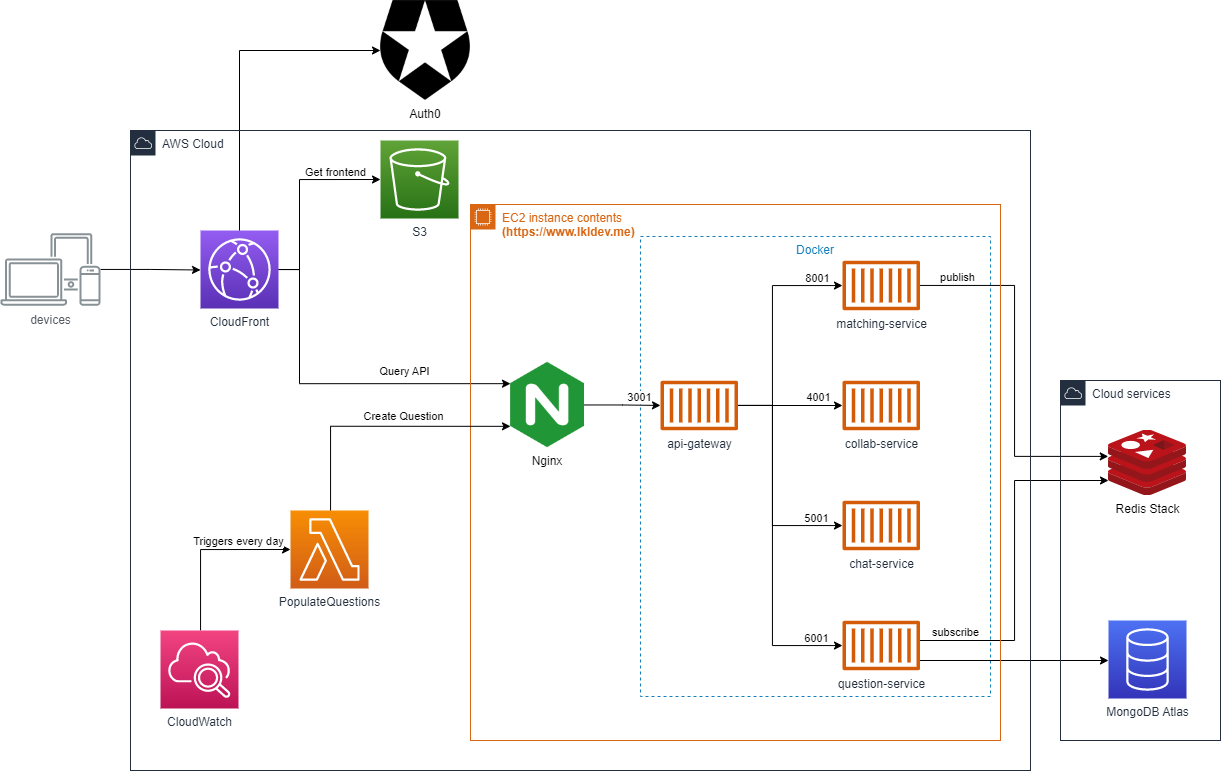 Auth0
AWS Cloud
Get frontend
S3
EC2 instance contents
(https://www.lkldev.me)
Docker
8001
publish
matching-service
devices
CloudFront
Query API
Create Question
N
Nginx
3001
api-gateway
4001
collab-service
Cloud services
Redis Stack
5001
chat-service
Triggers every day
PopulateQuestions
6001
subscribe
question-service
CloudWatch
MongoDB Atlas